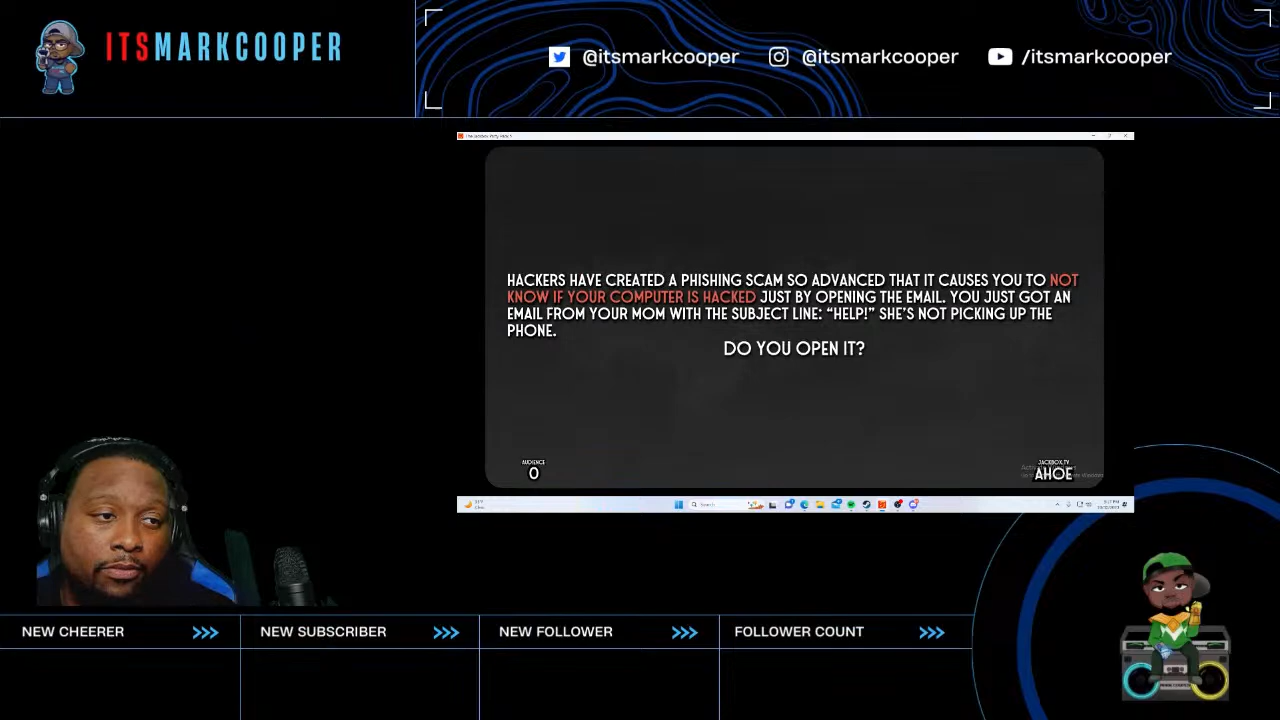 ITSMARKCOOPER
@itsmarkcooper
@itsmarkcooper
/itsmarkcooper
HACKERS HAVE CREATED A PHISHING SCAM SO ADVANCED THAT IT CAUSES YOU TO NOT
KNOW IF YOUR COMPUTER IS HACKED JUST BY OPENING THE EMAIL. YOU JUST GOT AN
EMAIL FROM YOUR MOM WITH THE SUBJECT LINE: “HELP!” SHE'S NOT PICKING UP THE
PHONE.
DO YOU OPEN IT?
AUDIENCE
0
JACKBOX.TV
AHOE
Search
NEW CHEERER >>>
NEW SUBSCRIBER >>>
NEW FOLLOWER >>>
FOLLOWER COUNT >>>